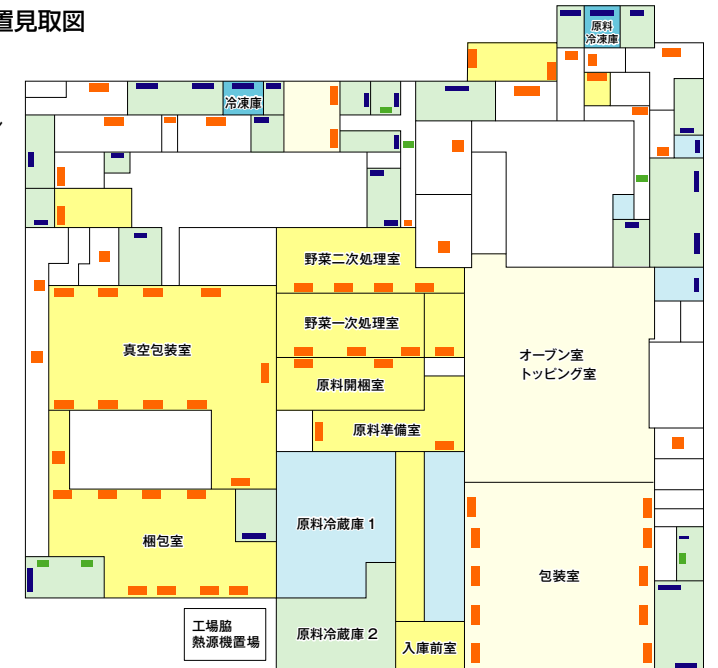 置見取図
原料
冷凍庫
冷凍庫
野菜二次処理室
野菜一次処理室
真空包装室
オーブン室
トッピング室
原料開梱室
原料準備室
原料冷蔵庫 1
梱包室
包装室
工場脇
熱源機置場
原料冷蔵庫 2
入庫前室